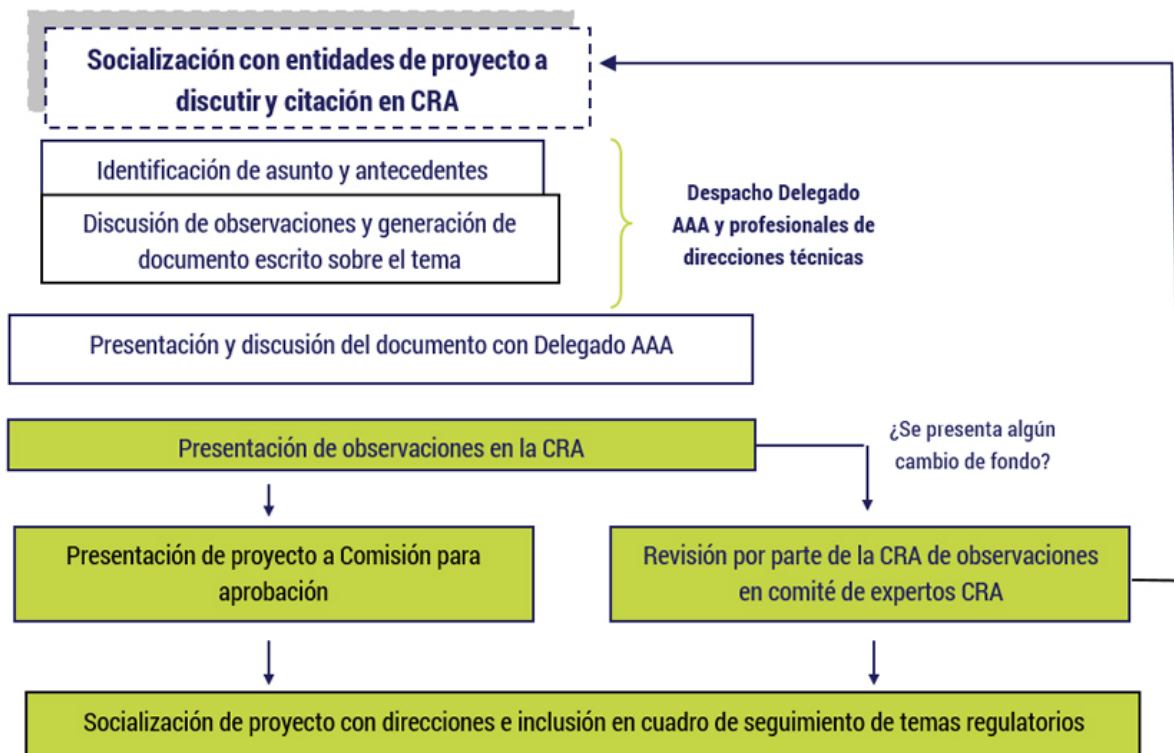 Socialización con entidades de proyecto a
discutir y citación en CRA
Identificación de asunto y antecedentes
Discusión de observaciones y generación de
documento escrito sobre el tema
Despacho Delegado
AAA y profesionales de
direcciones técnicas
Presentación y discusión del documento con Delegado AAA
Presentación de observaciones en la CRA
¿Se presenta algún
cambio de fondo?
Presentación de proyecto a Comisión para
aprobación
Revisión por parte de la CRA de observaciones
en comité de expertos CRA
Socialización de proyecto con direcciones e inclusión en cuadro de seguimiento de temas regulatorios